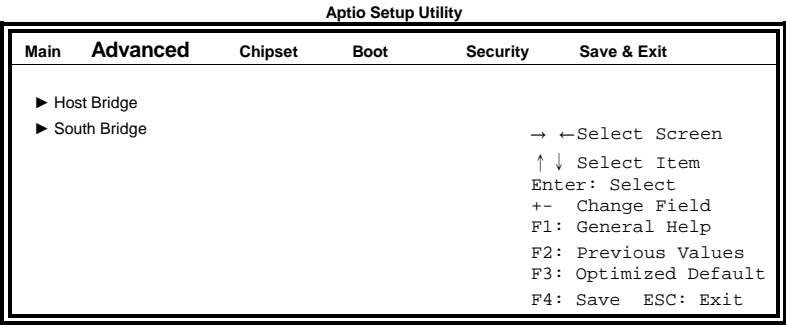 Aptio Setup Utility
Main Advanced Chipset Boot Security Save & Exit
► Host Bridge
► South Bridge
→ ←Select Screen
↑↓ Select Item
Enter: Select
+- Change Field
F1: General Help
F2: Previous Values
F3: Optimized Default
F4: Save ESC: Exit